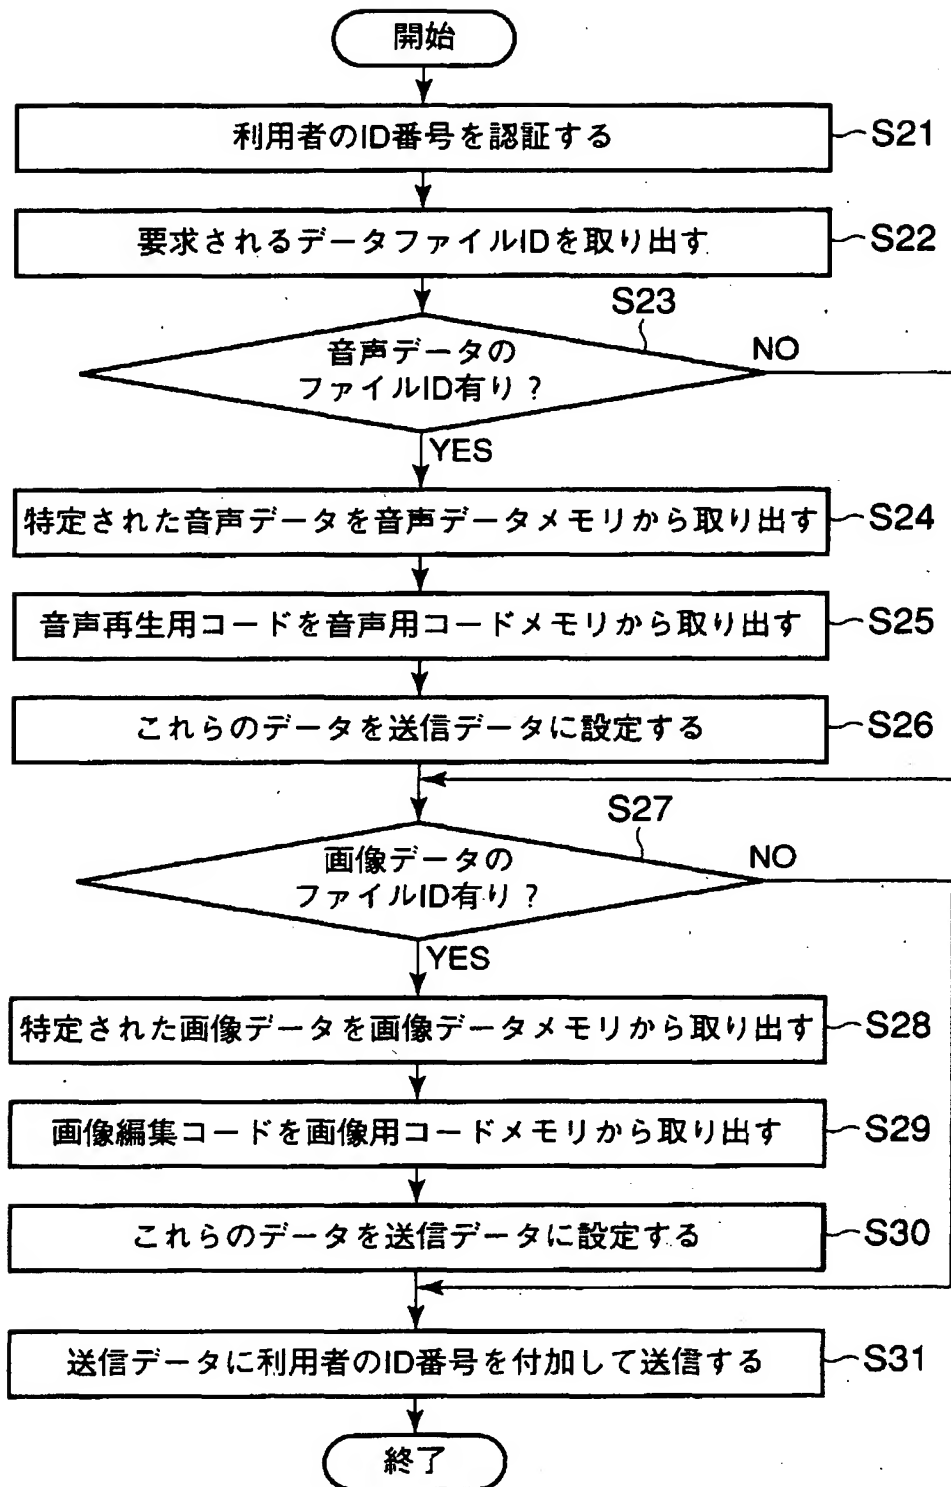 開始
利用者のID番号を認証する
S21
要求されるデータファイルIDを取り出す
S22
S23
音声データの
ファイルID有り?
NO
YES
特定された音声データを音声データメモリから取り出す
S24
音声再生用コードを音声用コードメモリから取り出す
S25
これらのデータを送信データに設定する
S26
S27
画像データの
ファイルID有り?
NO
YES
特定された画像データを画像データメモリから取り出す
S28
画像編集コードを画像用コードメモリから取り出す
S29
これらのデータを送信データに設定する
S30
送信データに利用者のID番号を付加して送信する
S31
終了